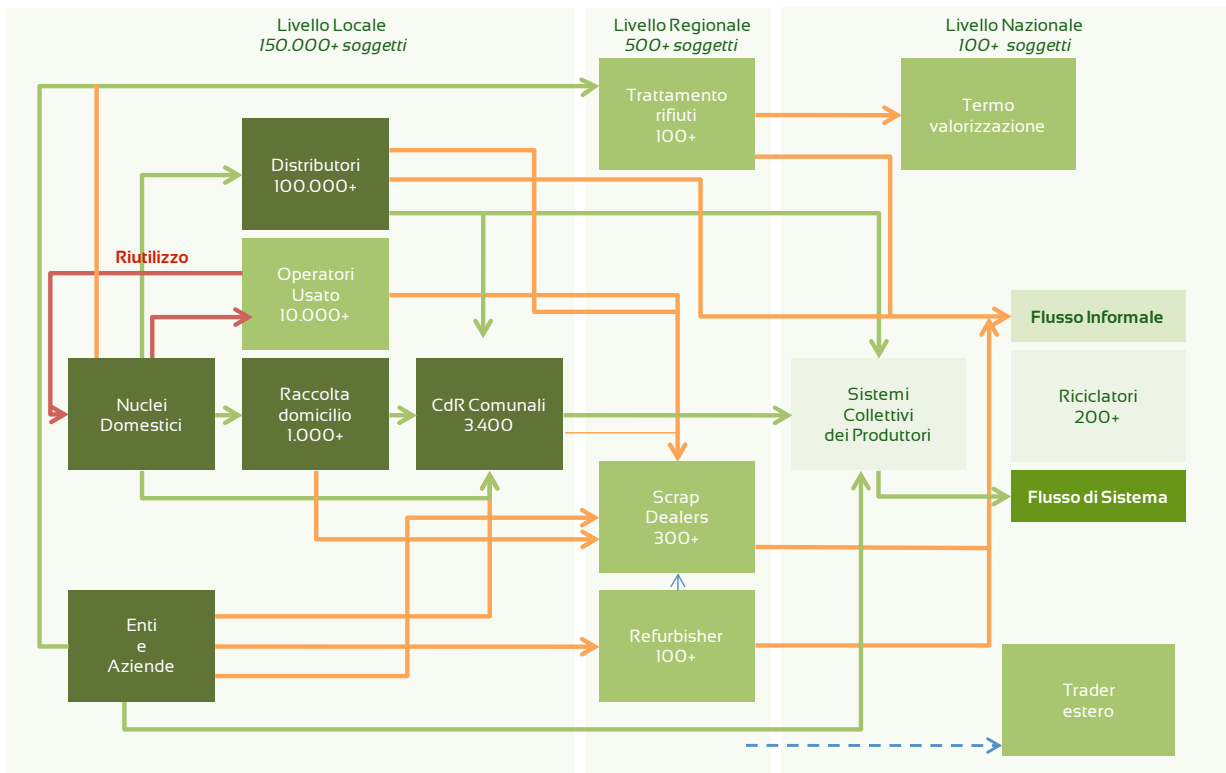 Livello Locale
150.000+ soggetti
Livello Regionale
500+ soggetti
Livello Nazionale
100+ soggetti
Trattamento
rifiuti
100+
Termo
valorizzazione
Distributori
100.000+
Riutilizzo
Operatori
Usato
10.000+
Flusso Informale
Nuclei
Domestici
Raccolta
domicilio
1.000+
CdR Comunali
3.400
Sistemi
Collettivi
dei Produttori
Riciclatori
200+
Flusso di Sistema
Scrap
Dealers
300+
Enti
e
Aziende
Refurbisher
100+
Trader
estero